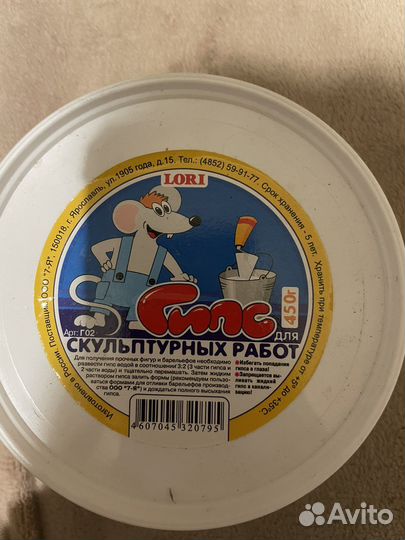 Изготовлено в России. Поставщик: ООО "7-Я", 150018, г. Ярославль, ул. 1905 года, д.15. Тел.: (4852) 59-91-77. Срок хранения - 5 лет. Хранить при температуре от +5° до +35°С.
LORI
Арт: Г02
Гипс
для
450г
СКУЛЬПТУРНЫХ РАБОТ
Для получения прочных фигур и барельефов необходимо
развести гипс водой в соотношении 3:2 (3 части гипса и
2 части воды) и тщательно перемешать. Затем жидким
раствором гипса залить формы (рекомендуем пользо-
ваться формами для отливки барельефов производ-
ства ООО "7-Я") и дождаться полного высыхания
гипса.
Избегать попадания
гипса в глаза!
Запрещается вы-
ливать жидкий
гипс в канали-
зацию!
4607045320795
Avito